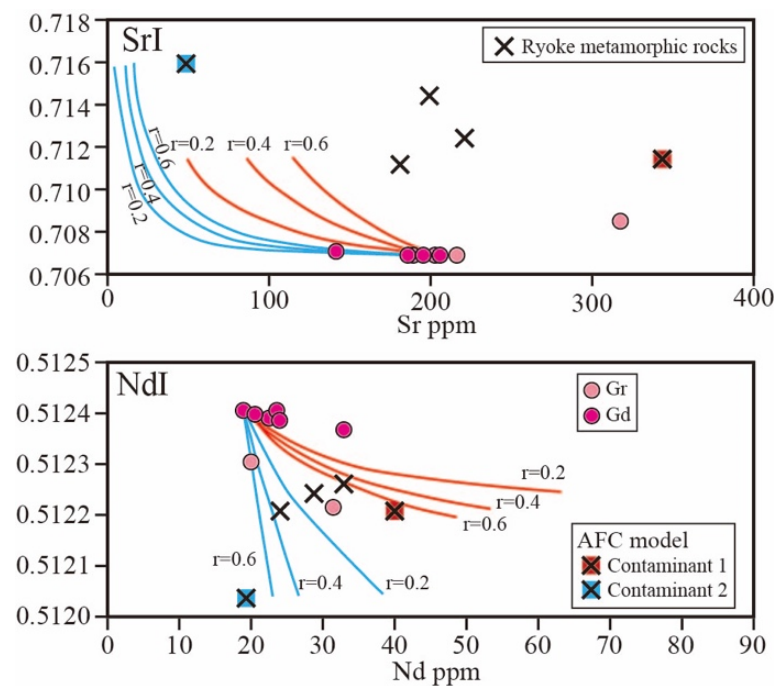 SrI
Ryoke metamorphic rocks
0.718
0.716
0.714
0.712
0.710
0.708
0.706
r=0.6
r=0.4
r=0.2
r=0.2
r=0.4
r=0.6
0
100
200
300
400
Sr ppm
NdI
0.5125
0.5124
0.5123
0.5122
0.5121
0.5120
Gr
Gd
r=0.2
r=0.4
r=0.6
r=0.6
r=0.4
r=0.2
AFC model
Contaminant 1
Contaminant 2
0
10
20
30
40
50
60
70
80
90
Nd ppm